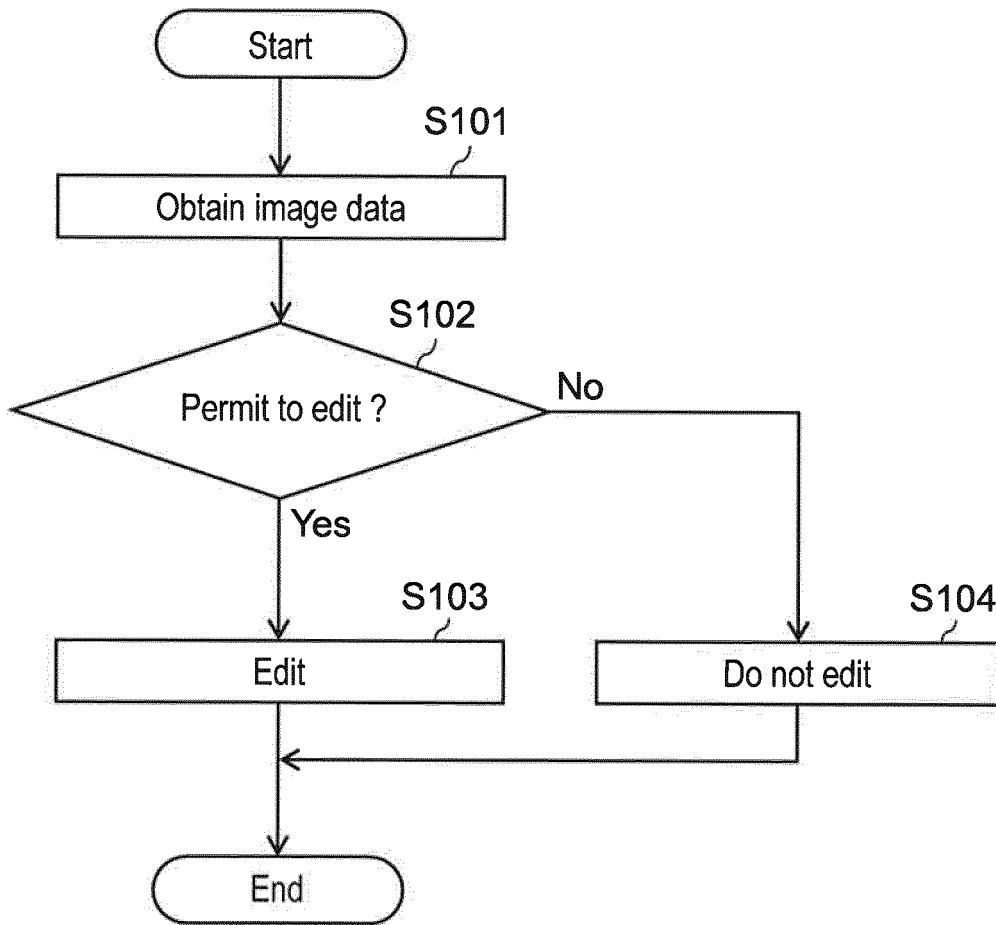 Start
S101
Obtain image data
S102
Permit to edit ?
No
Yes
S103
Edit
S104
Do not edit
End